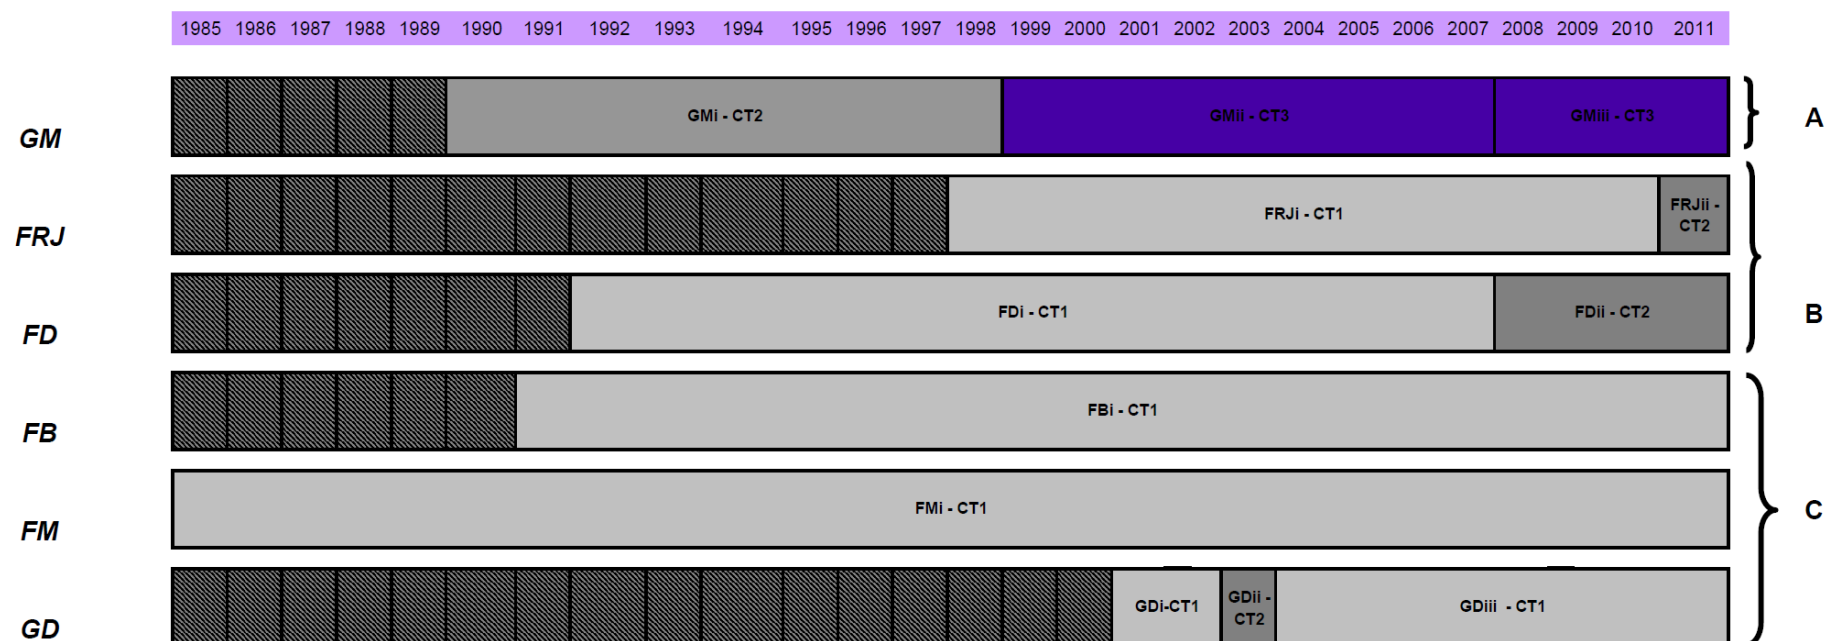 1985 1986 1987 1988 1989 1990 1991 1992 1993 1994 1995 1996 1997 1998 1999 2000 2001 2002 2003 2004 2005 2006 2007 2008 2009 2010 2011
GM GMi - CT2 GMii - CT3 GMiii - CT3 A
FRJ FRJi - CT1 FRJii -
CT2
FD FDi - CT1 FDii - CT2 B
FB FBi - CT1
FM FMi - CT1 C
GD GDi-CT1 GDii -
CT2 GDiii - CT1